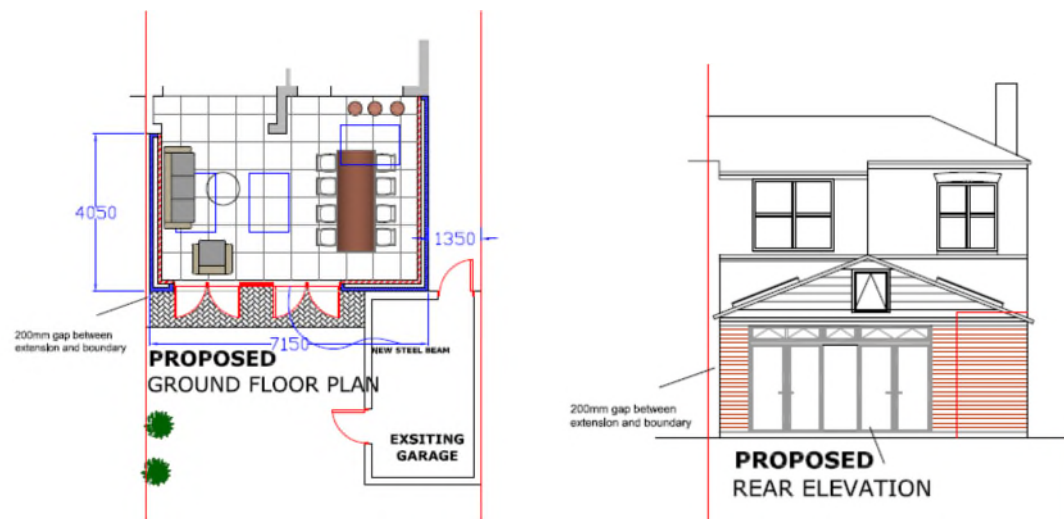 4050
1350
200mm gap between
extension and boundary
7150
NEW STEEL BEAM
PROPOSED
GROUND FLOOR PLAN
EXSITING
GARAGE
200mm gap between
extension and boundary
PROPOSED
REAR ELEVATION